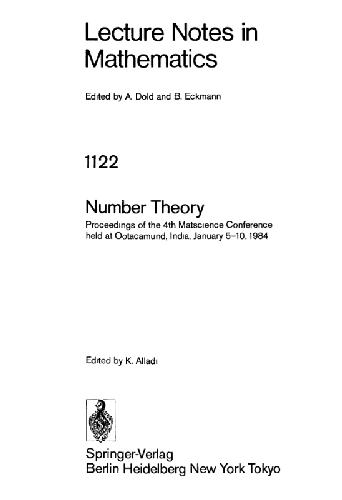 Lecture Notes in
Mathematics
Edited by A. Dold and B. Eckmann
1122
Number Theory
Proceedings of the 4th Matscience Conference
held at Ootacamund, India, January 5-10, 1984
Edited by K. Alladi
Springer-Verlag
Berlin Heidelberg New York Tokyo